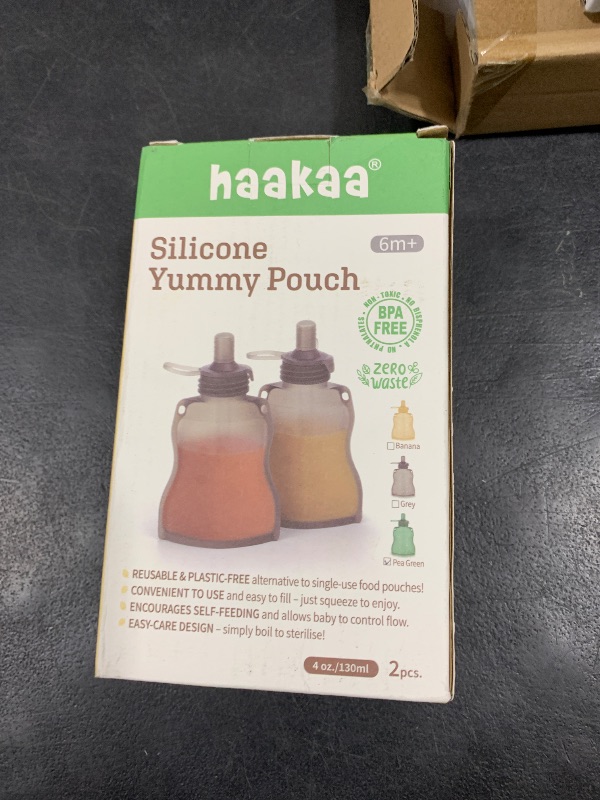 haakaa®
Silicone
Yummy Pouch
6m+
NON-TOXIC · NO BISPHENOL A · NO PHTHALATES ·
BPA
FREE
ZERO
waste
Banana
Grey
Pea Green
REUSABLE & PLASTIC-FREE alternative to single-use food pouches!
CONVENIENT TO USE and easy to fill – just squeeze to enjoy.
ENCOURAGES SELF-FEEDING and allows baby to control flow.
EASY-CARE DESIGN – simply boil to sterilise!
4 oz./130ml
2pcs.